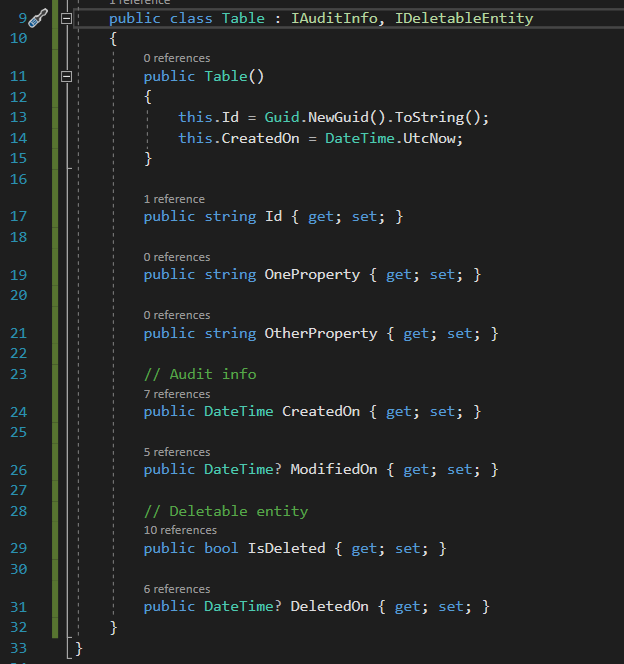 1 reference
9 public class Table : IAuditInfo, IDeletableEntity
10 {
0 references
11 public Table()
12 {
13 this.Id = Guid.NewGuid().ToString();
14 this.CreatedOn = DateTime.UtcNow;
15 }
16
1 reference
17 public string Id { get; set; }
18
0 references
19 public string OneProperty { get; set; }
20
0 references
21 public string OtherProperty { get; set; }
22
23 // Audit info
7 references
24 public DateTime CreatedOn { get; set; }
25
5 references
26 public DateTime? ModifiedOn { get; set; }
27
28 // Deletable entity
10 references
29 public bool IsDeleted { get; set; }
30
6 references
31 public DateTime? DeletedOn { get; set; }
32 }
33 }